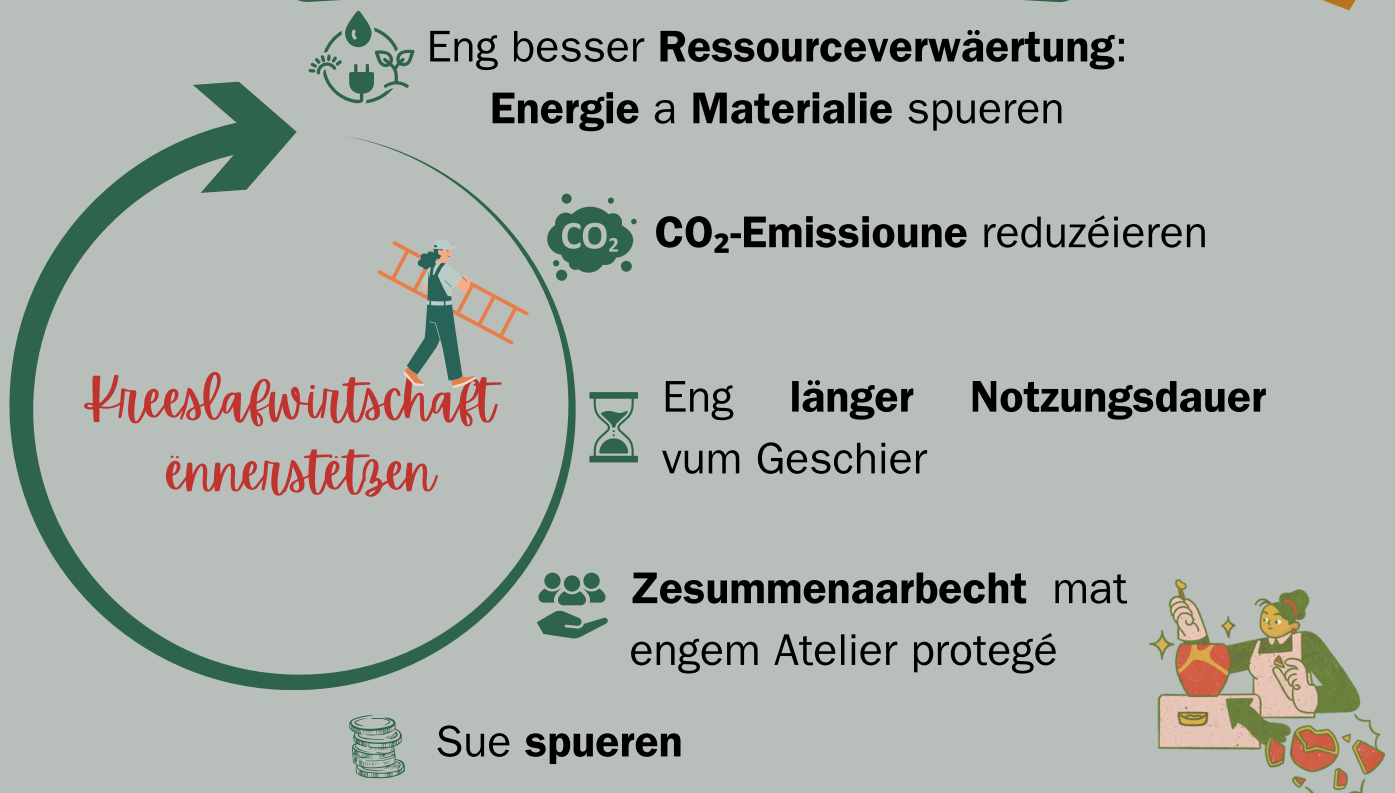 Eng besser Ressourceverwäertung:
Energie a Materialie spueren
CO₂
CO₂-Emissioune reduzéieren
Kreeslafwirtschaft
ënnerstëtzen
Eng länger Notzungsdauer
vum Geschier
Zesummenaarbecht mat
engem Atelier protegé
Sue spueren